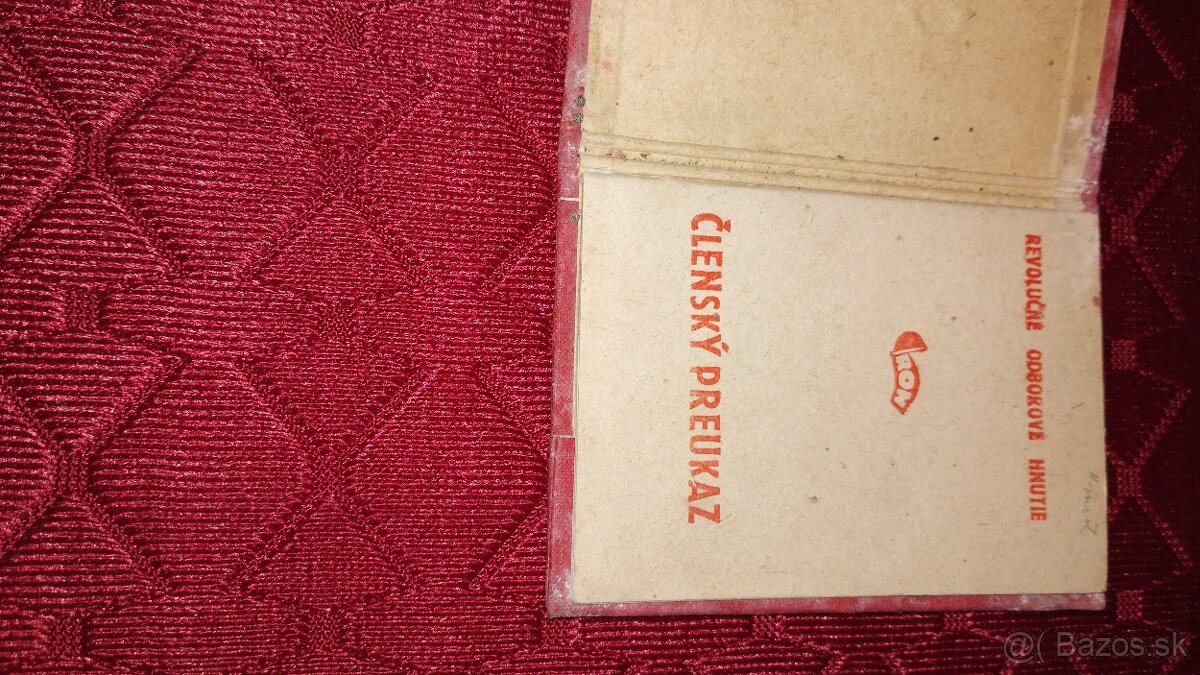 REVOLUČNÉ ODBOROVÉ HNUTIE
ROH
ČLENSKÝ PREUKAZ
@( Bazos.sk